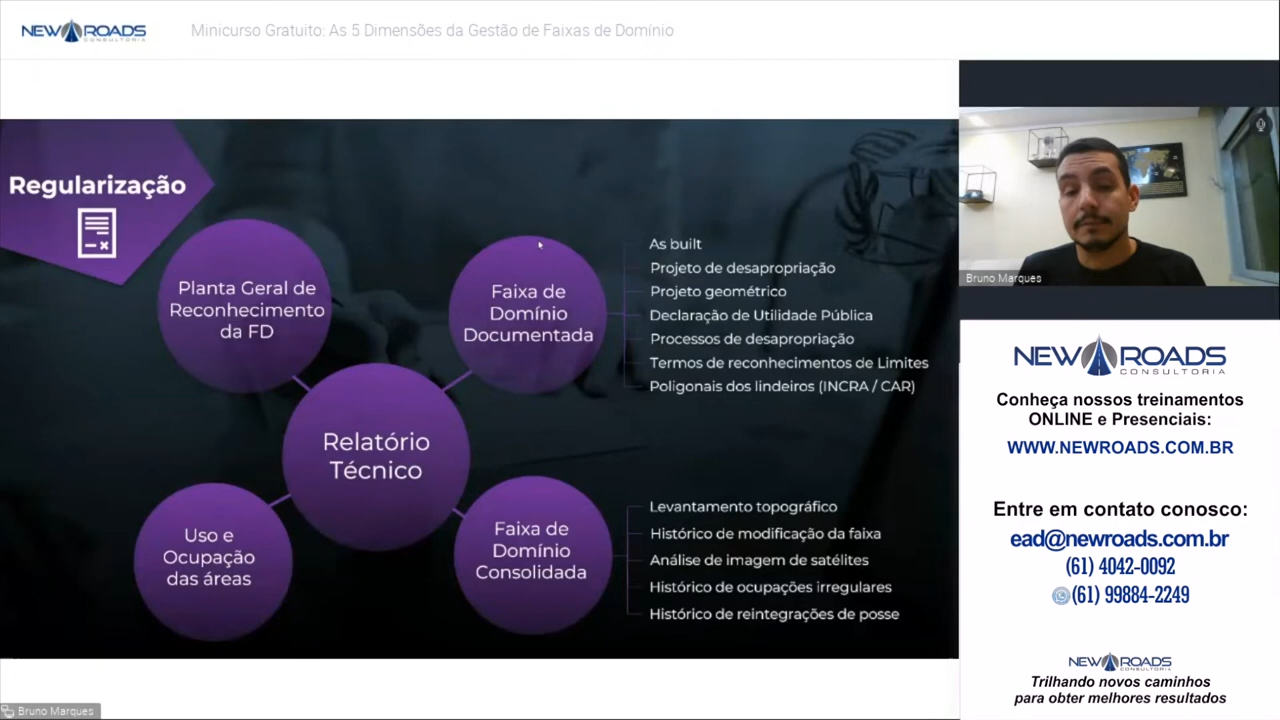 NEW ROADS
CONSULTORIA
Minicurso Gratuito: As 5 Dimensões da Gestão de Faixas de Domínio
Regularização
Planta Geral de
Reconhecimento
da FD
Faixa de
Domínio
Documentada
As built
Projeto de desapropriação
Projeto geométrico
Declaração de Utilidade Pública
Processos de desapropriação
Termos de reconhecimentos de Limites
Poligonais dos lindeiros (INCRA / CAR)
Relatório
Técnico
Uso e
Ocupação
das áreas
Faixa de
Domínio
Consolidada
Levantamento topográfico
Histórico de modificação da faixa
Análise de imagem de satélites
Histórico de ocupações irregulares
Histórico de reintegrações de posse
Bruno Marques
Bruno Marques
NEW ROADS
CONSULTORIA
Conheça nossos treinamentos
ONLINE e Presenciais:
WWW.NEWROADS.COM.BR
Entre em contato conosco:
ead@newroads.com.br
(61) 4042-0092
(61) 99884-2249
NEW ROADS
CONSULTORIA
Trilhando novos caminhos
para obter melhores resultados